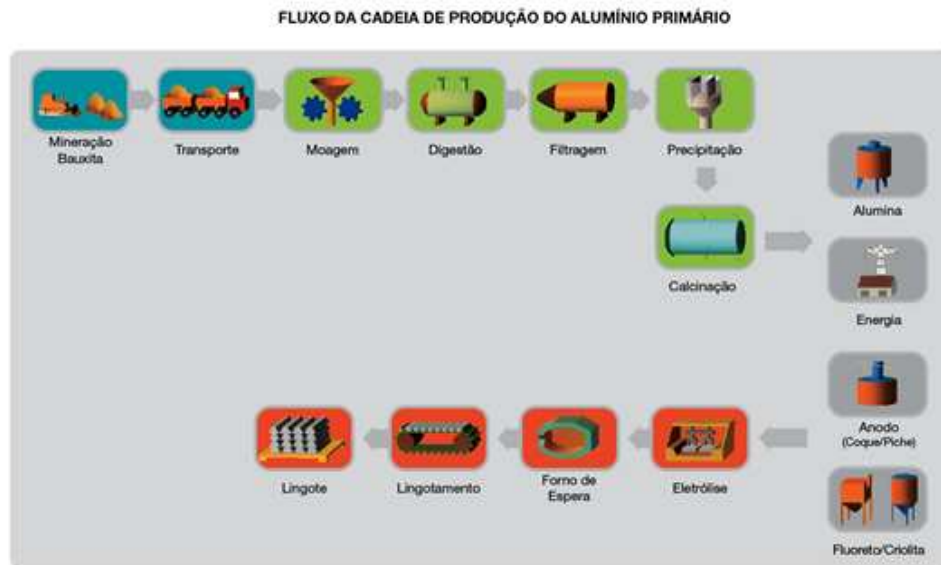 FLUXO DA CADEIA DE PRODUÇÃO DO ALUMÍNIO PRIMÁRIO
Mineração
Bauxita
Transporte
Moagem
Digestão
Filtragem
Precipitação
Alumina
Calcinação
Energia
Anodo
(Coque/Piche)
Lingote
Lingotamento
Forno de
Espera
Eletrólise
Fluoreto/Criolita